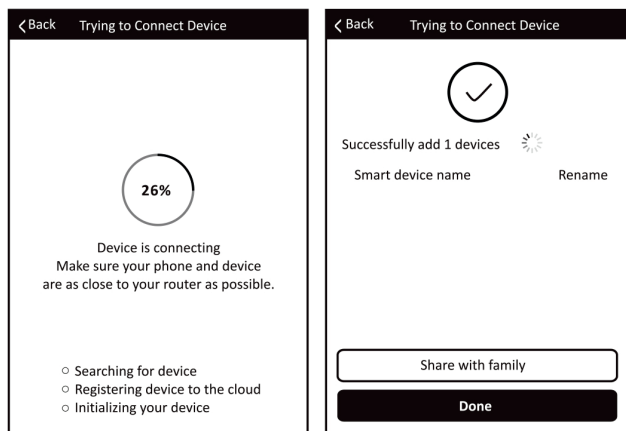 Back Trying to Connect Device
26%
Device is connecting
Make sure your phone and device
are as close to your router as possible.
Searching for device
Registering device to the cloud
Initializing your device
Back Trying to Connect Device
Successfully add 1 devices
Smart device name Rename
Share with family
Done